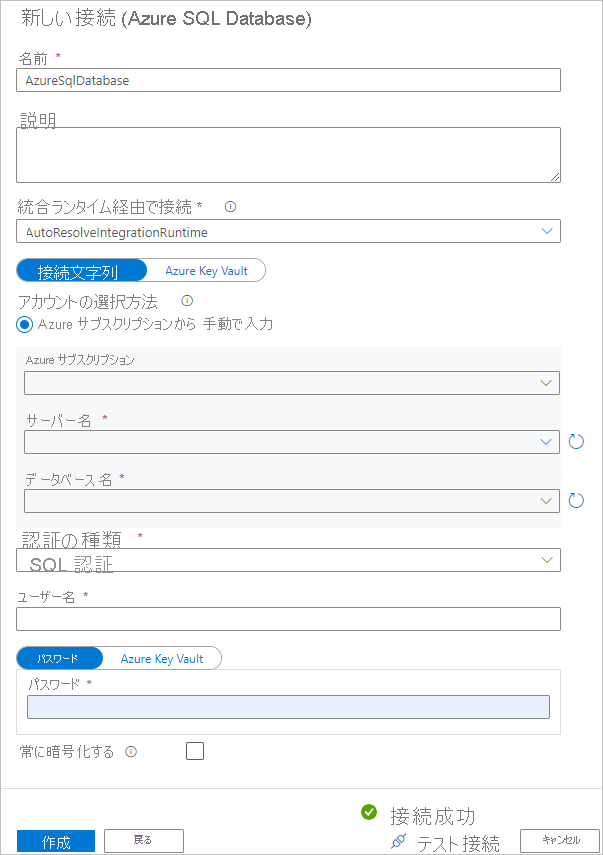 新しい接続 (Azure SQL Database)
名前 *
AzureSqlDatabase
説明
統合ランタイム経由で接続 *
AutoResolveIntegrationRuntime
接続文字列 Azure Key Vault
アカウントの選択方法
Azure サブスクリプションから 手動で入力
Azure サブスクリプション
サーバー名 *
データベース名 *
認証の種類 *
SQL 認証
ユーザー名 *
パスワード Azure Key Vault
パスワード *
常に暗号化する
接続成功
作成 戻る テスト接続 キャンセル